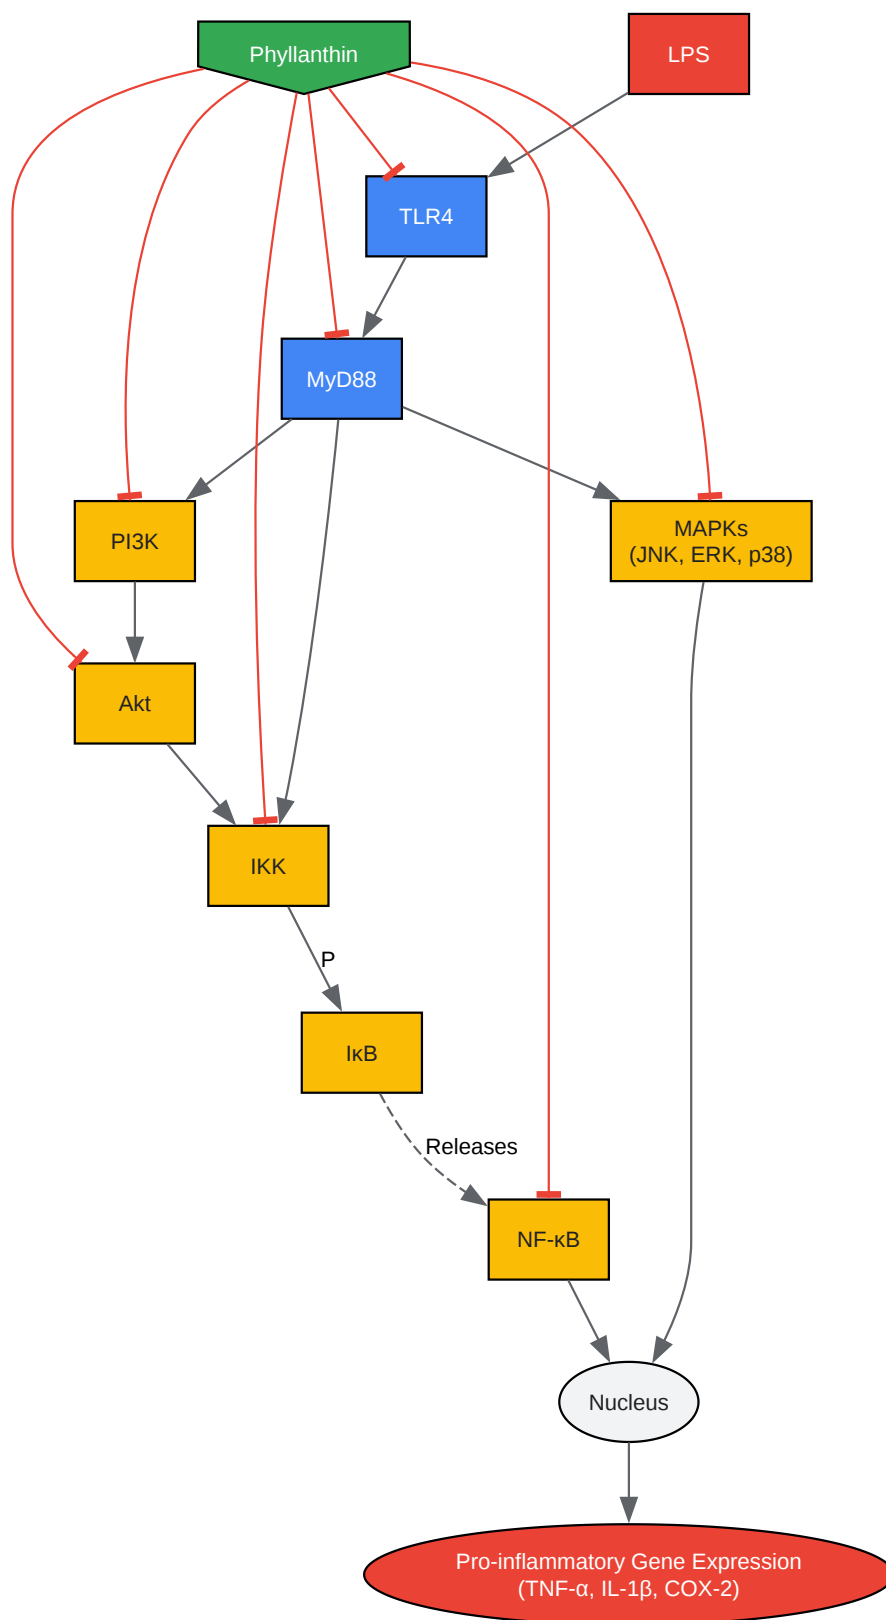 Phyllanthin
LPS
TLR4
MyD88
PI3K
MAPKs
(JNK, ERK, p38)
Akt
IKK
P
IκB
Releases
NF-κB
Nucleus
Pro-inflammatory Gene Expression
(TNF-α, IL-1β, COX-2)